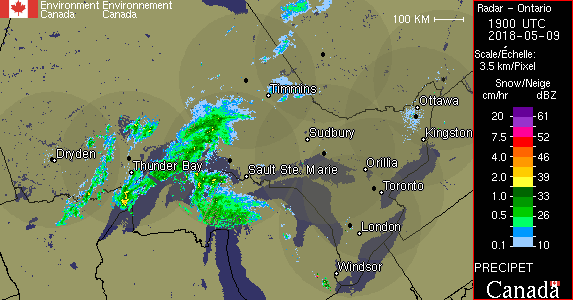 Environment Environnement
Canada Canada
100 KM
Timmins
Ottawa
Sudbury
Kingston
Dryden
Thunder Bay
Sault Ste. Marie
Orillia
Toronto
London
Windsor
Radar – Ontario
1900 UTC
2018-05-09
Scale/Échelle:
3.5 km/Pixel
Snow/Neige
cm/hr dBZ
20 61
7.5 52
4.0 46
2.0 39
1.0 33
0.5 26
0.1 10
PRECIPET
Canada